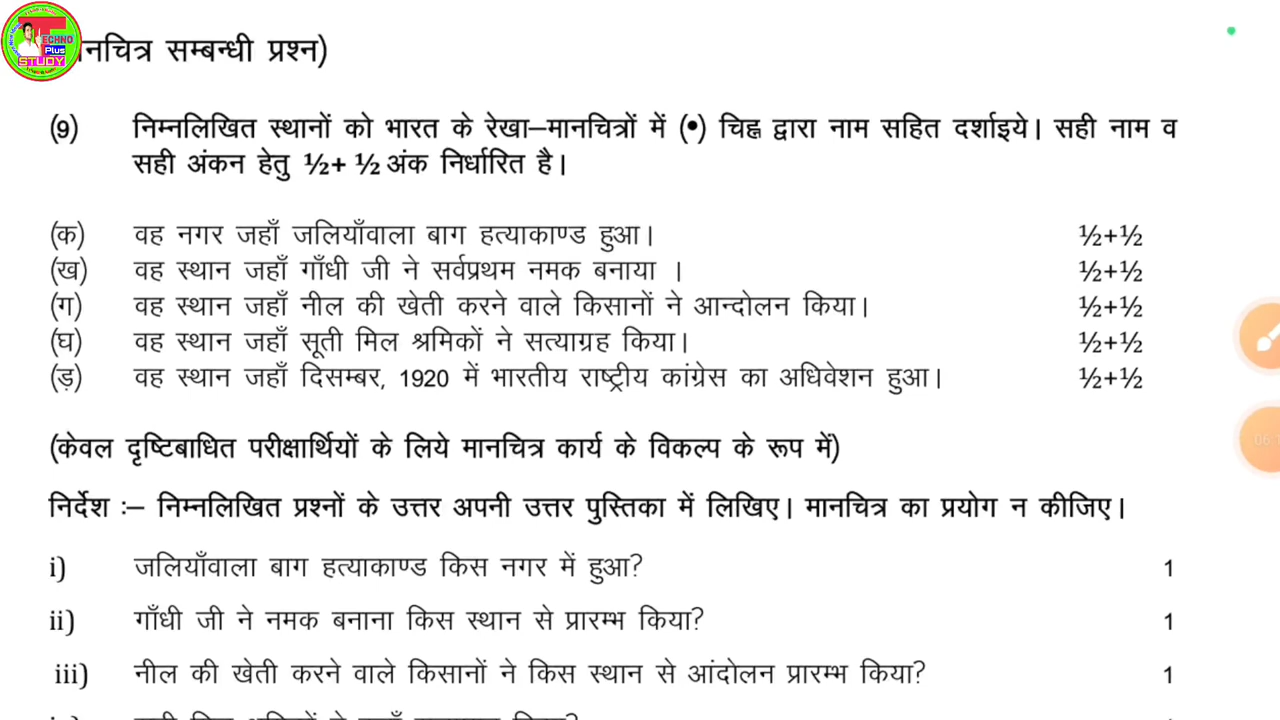 TECHNO
Plus
STUDY
मानचित्र सम्बन्धी प्रश्न)
(9) निम्नलिखित स्थानों को भारत के रेखा–मानचित्रों में (•) चिह्न द्वारा नाम सहित दर्शाइये। सही नाम व
सही अंकन हेतु ½+ ½ अंक निर्धारित है।
(क) वह नगर जहाँ जलियाँवाला बाग हत्याकाण्ड हुआ। ½+½
(ख) वह स्थान जहाँ गाँधी जी ने सर्वप्रथम नमक बनाया । ½+½
(ग) वह स्थान जहाँ नील की खेती करने वाले किसानों ने आन्दोलन किया। ½+½
(घ) वह स्थान जहाँ सूती मिल श्रमिकों ने सत्याग्रह किया। ½+½
(ड़) वह स्थान जहाँ दिसम्बर, 1920 में भारतीय राष्ट्रीय कांग्रेस का अधिवेशन हुआ। ½+½
(केवल दृष्टिबाधित परीक्षार्थियों के लिये मानचित्र कार्य के विकल्प के रूप में)
निर्देश :– निम्नलिखित प्रश्नों के उत्तर अपनी उत्तर पुस्तिका में लिखिए। मानचित्र का प्रयोग न कीजिए।
i) जलियाँवाला बाग हत्याकाण्ड किस नगर में हुआ? 1
ii) गाँधी जी ने नमक बनाना किस स्थान से प्रारम्भ किया? 1
iii) नील की खेती करने वाले किसानों ने किस स्थान से आंदोलन प्रारम्भ किया? 1